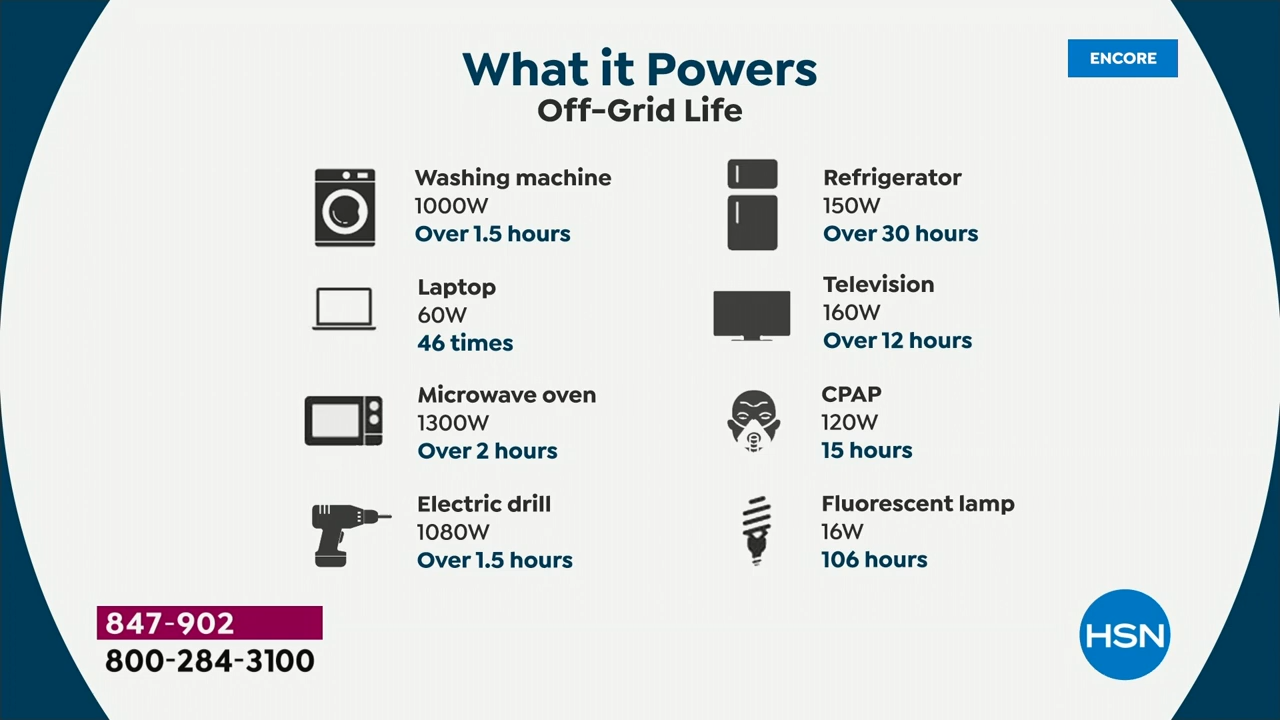 ENCORE
What it Powers
Off-Grid Life
Washing machine
1000W
Over 1.5 hours
Refrigerator
150W
Over 30 hours
Laptop
60W
46 times
Television
160W
Over 12 hours
Microwave oven
1300W
Over 2 hours
CPAP
120W
15 hours
Electric drill
1080W
Over 1.5 hours
Fluorescent lamp
16W
106 hours
847-902
800-284-3100
HSN